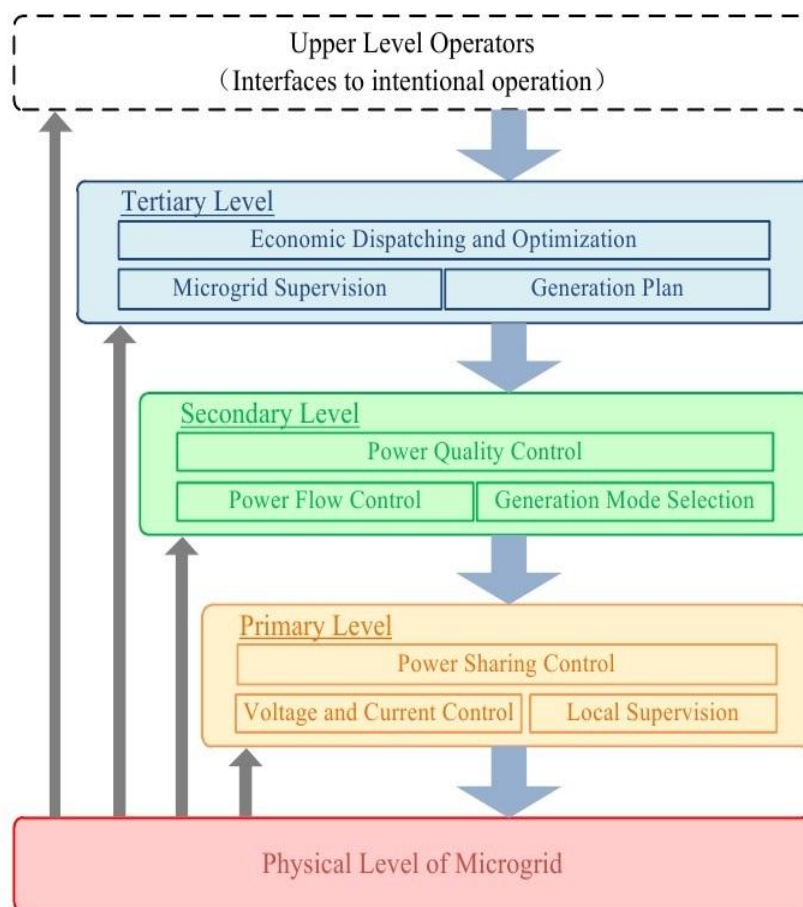 Upper Level Operators
（Interfaces to intentional operation）
Tertiary Level
Economic Dispatching and Optimization
Microgrid Supervision
Generation Plan
Secondary Level
Power Quality Control
Power Flow Control
Generation Mode Selection
Primary Level
Power Sharing Control
Voltage and Current Control
Local Supervision
Physical Level of Microgrid